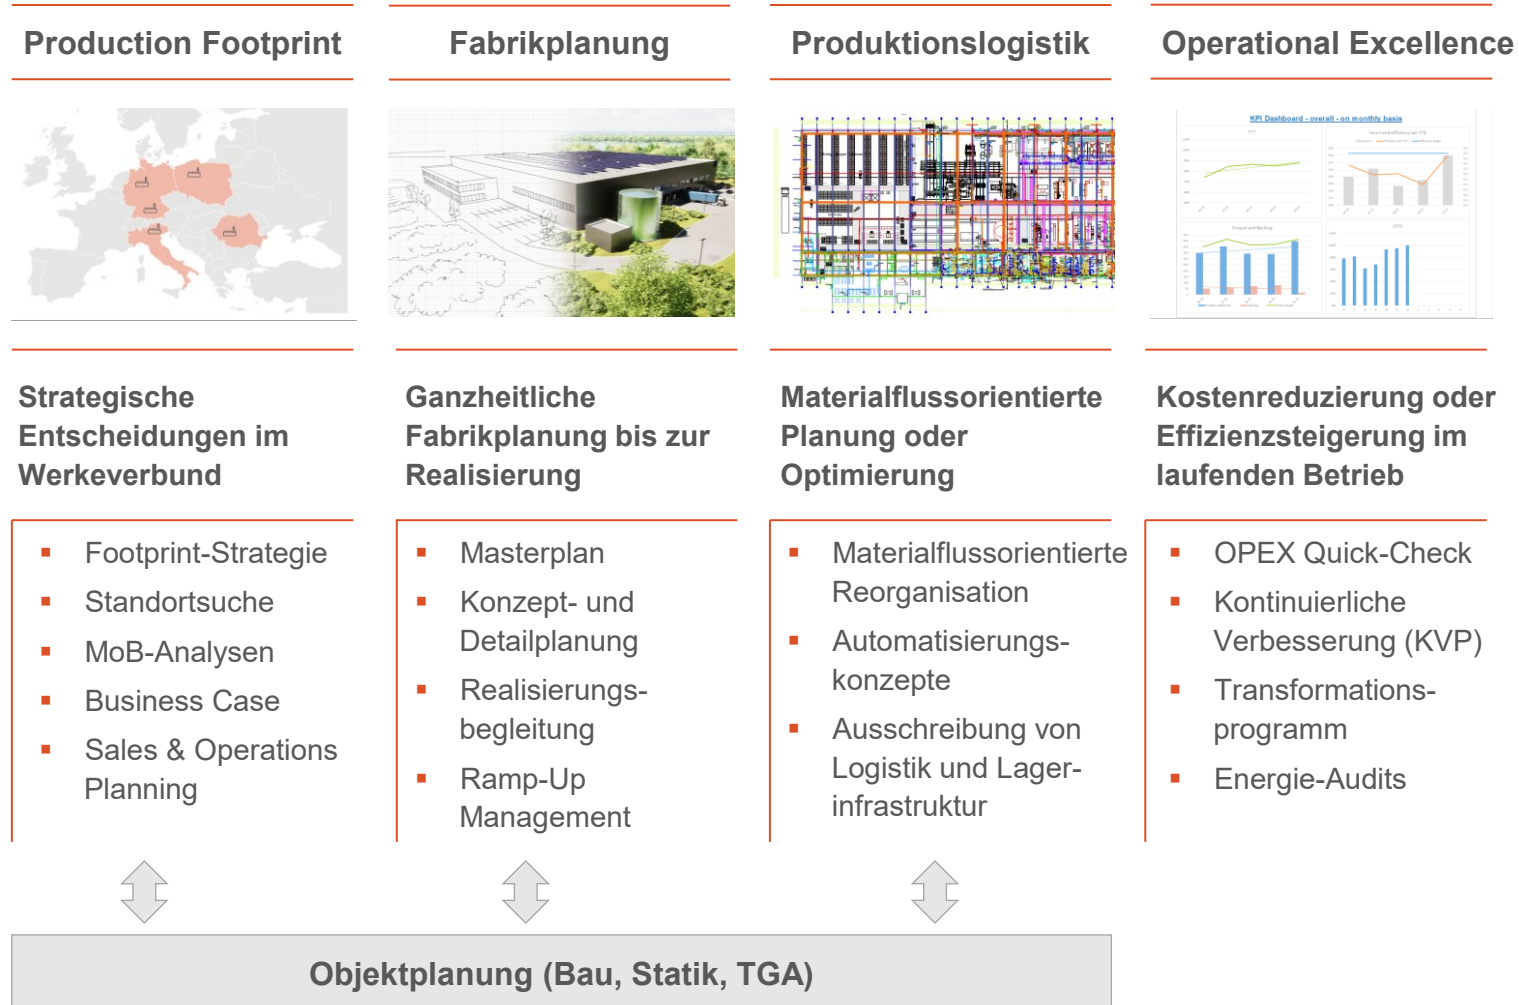 Production Footprint
Fabrikplanung
Produktionslogistik
Operational Excellence
KPI Dashboard - overall - on monthly basis
Strategische
Entscheidungen im
Werkeverbund
Ganzheitliche
Fabrikplanung bis zur
Realisierung
Materialflussorientierte
Planung oder
Optimierung
Kostenreduzierung oder
Effizienzsteigerung im
laufenden Betrieb
▪ Footprint-Strategie
▪ Standortsuche
▪ MoB-Analysen
▪ Business Case
▪ Sales & Operations
Planning
▪ Masterplan
▪ Konzept- und
Detailplanung
▪ Realisierungs-
begleitung
▪ Ramp-Up
Management
▪ Materialflussorientierte
Reorganisation
▪ Automatisierungs-
konzepte
▪ Ausschreibung von
Logistik und Lager-
infrastruktur
▪ OPEX Quick-Check
▪ Kontinuierliche
Verbesserung (KVP)
▪ Transformations-
programm
▪ Energie-Audits
Objektplanung (Bau, Statik, TGA)